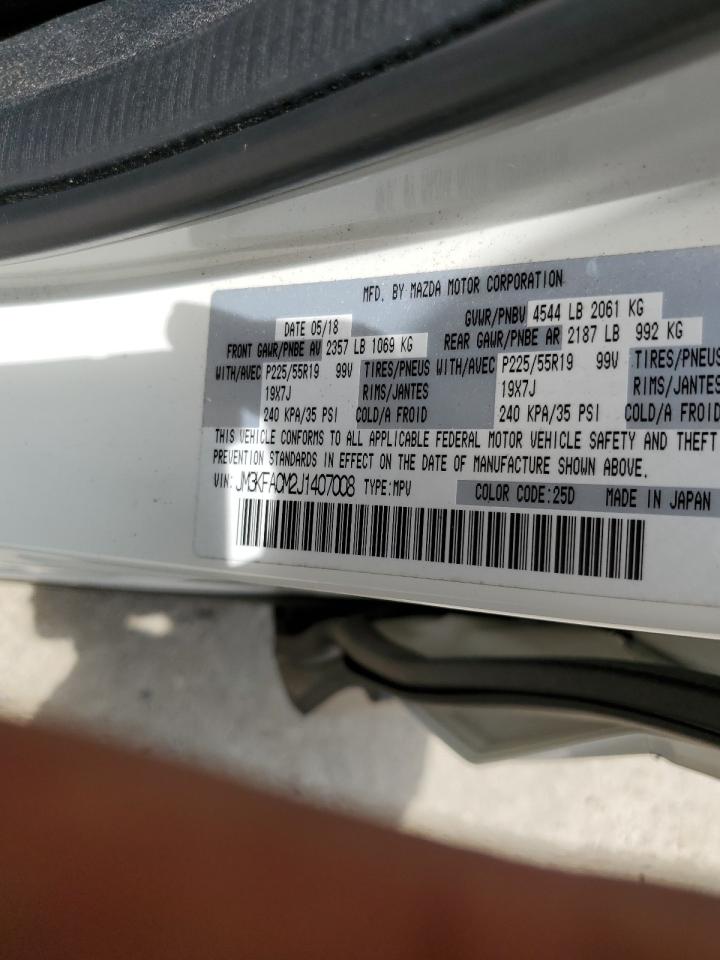 MFD. BY MAZDA MOTOR CORPORATION
DATE 05/18 GVWR/PNBV 4544 LB 2061 KG
FRONT GAWR/PNBE AV 2357 LB 1069 KG REAR GAWR/PNBE AR 2187 LB 992 KG
WITH/AVEC P225/55R19 99V TIRES/PNEUS WITH/AVEC P225/55R19 99V TIRES/PNEUS
19X7J RIMS/JANTES 19X7J RIMS/JANTES
240 KPA/35 PSI COLD/A FROID 240 KPA/35 PSI COLD/A FROID
THIS VEHICLE CONFORMS TO ALL APPLICABLE FEDERAL MOTOR VEHICLE SAFETY AND THEFT
PREVENTION STANDARDS IN EFFECT ON THE DATE OF MANUFACTURE SHOWN ABOVE.
VIN: JM3KFACM2J1407008 TYPE:MPV COLOR CODE:25D MADE IN JAPAN